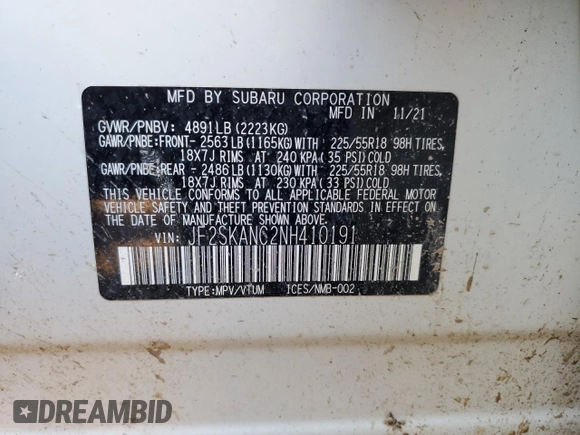 MFD BY SUBARU CORPORATION
MFD IN 11/21
GVWR/PNBV: 4891LB(2223KG)
GAWR/PNBE:FRONT- 2563LB(1165KG)WITH 225/55R18 98H TIRES,
18X7J RIMS AT 240 KPA(35 PSI)COLD
GAWR/PNBE:REAR - 2486LB(1130KG)WITH 225/55R18 98H TIRES,
18X7J RIMS AT 230 KPA(33 PSI)COLD
THIS VEHICLE CONFORMS TO ALL APPLICABLE FEDERAL MOTOR
VEHICLE SAFETY AND THEFT PREVENTION STANDARDS IN EFFECT ON
THE DATE OF MANUFACTURE SHOWN ABOVE.
VIN: JF2SKANC2NH410191
TYPE:MPV/VTUM ICES/NMB-002
DREAMBID